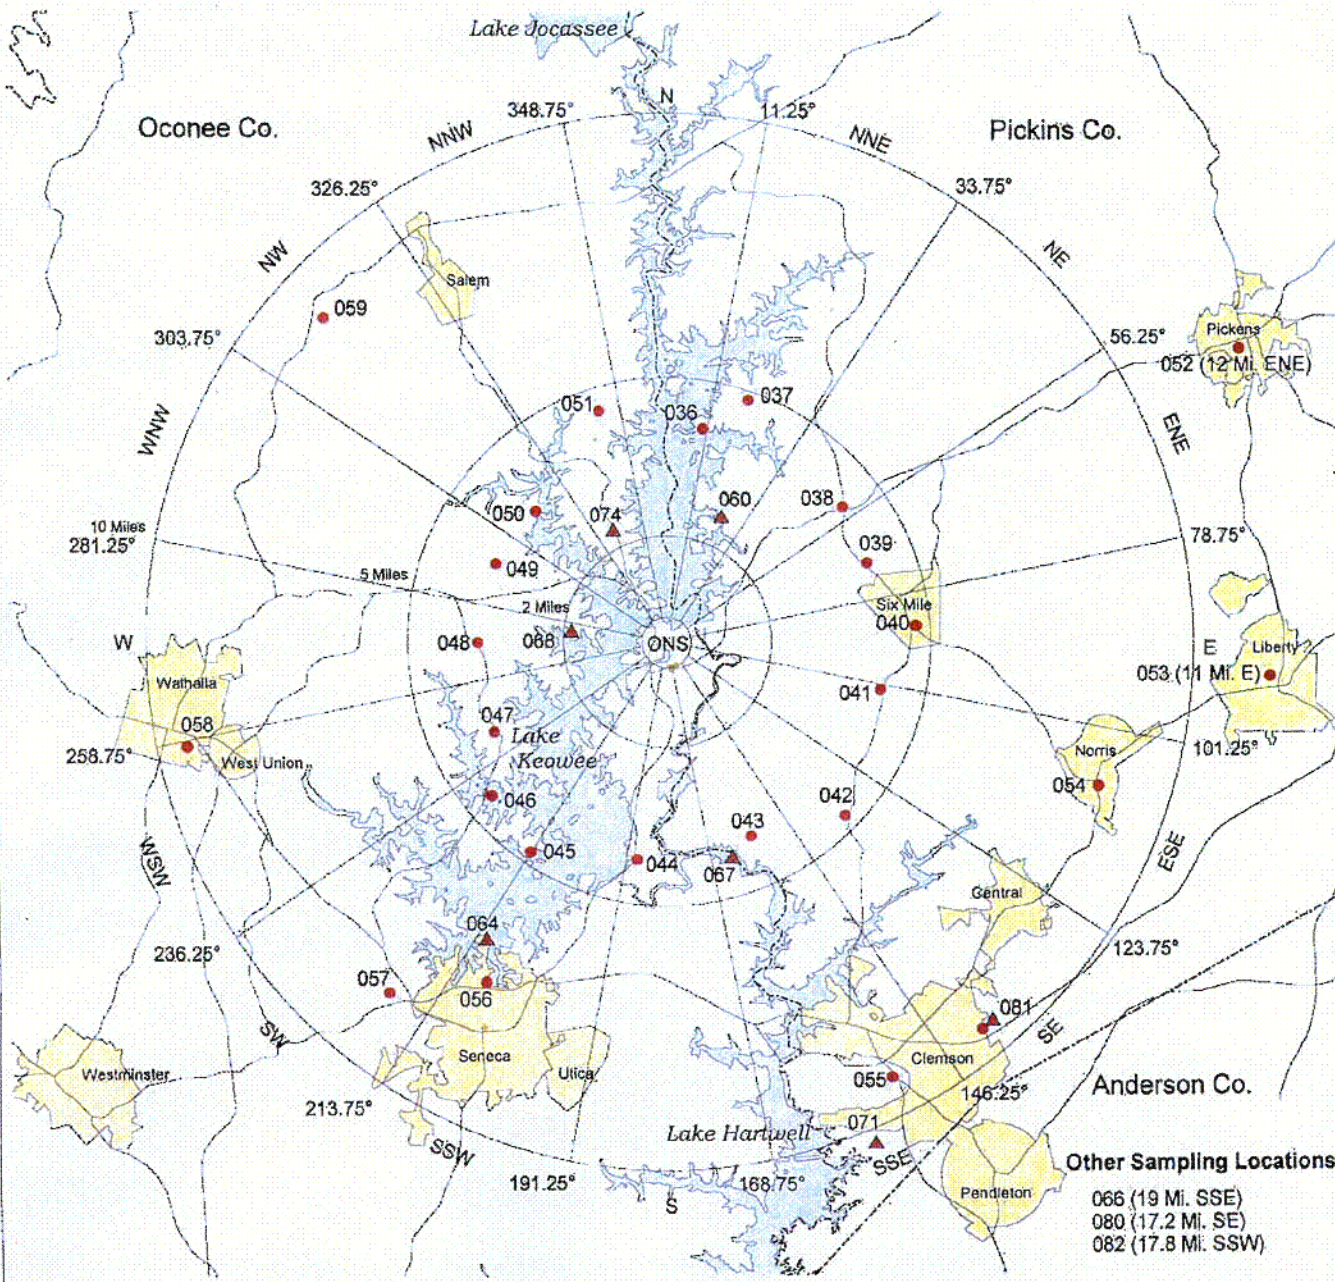 Lake Jocassee
N
348.75°
11.25°
Oconee Co.
NNW
NNE
Pickins Co.
326.25°
33.75°
NW
NE
Salem
059
303.75°
56.25°
Pickens
052 (12 Mi. ENE)
051
036
037
WNW
ENE
050
074
060
038
10 Miles
281.25°
78.75°
039
049
5 Miles
2 Miles
Six Mile
040
048
068
ONS
W
E
Liberty
053 (11 Mi. E)
Walhalla
041
058
047
Lake
Keowee
258.75°
West Union
Norris
101.25°
054
046
042
043
045
044
067
WSW
ESE
Central
064
236.25°
123.75°
057
056
081
SW
SE
Seneca
Utica
Clemson
Westminster
055
146.25°
Anderson Co.
213.75°
Lake Hartwell
071
SSW
SSE
191.25°
168.75°
S
Pendleton
Other Sampling Locations
066 (19 Mi. SSE)
080 (17.2 Mi. SE)
082 (17.8 Mi. SSW)